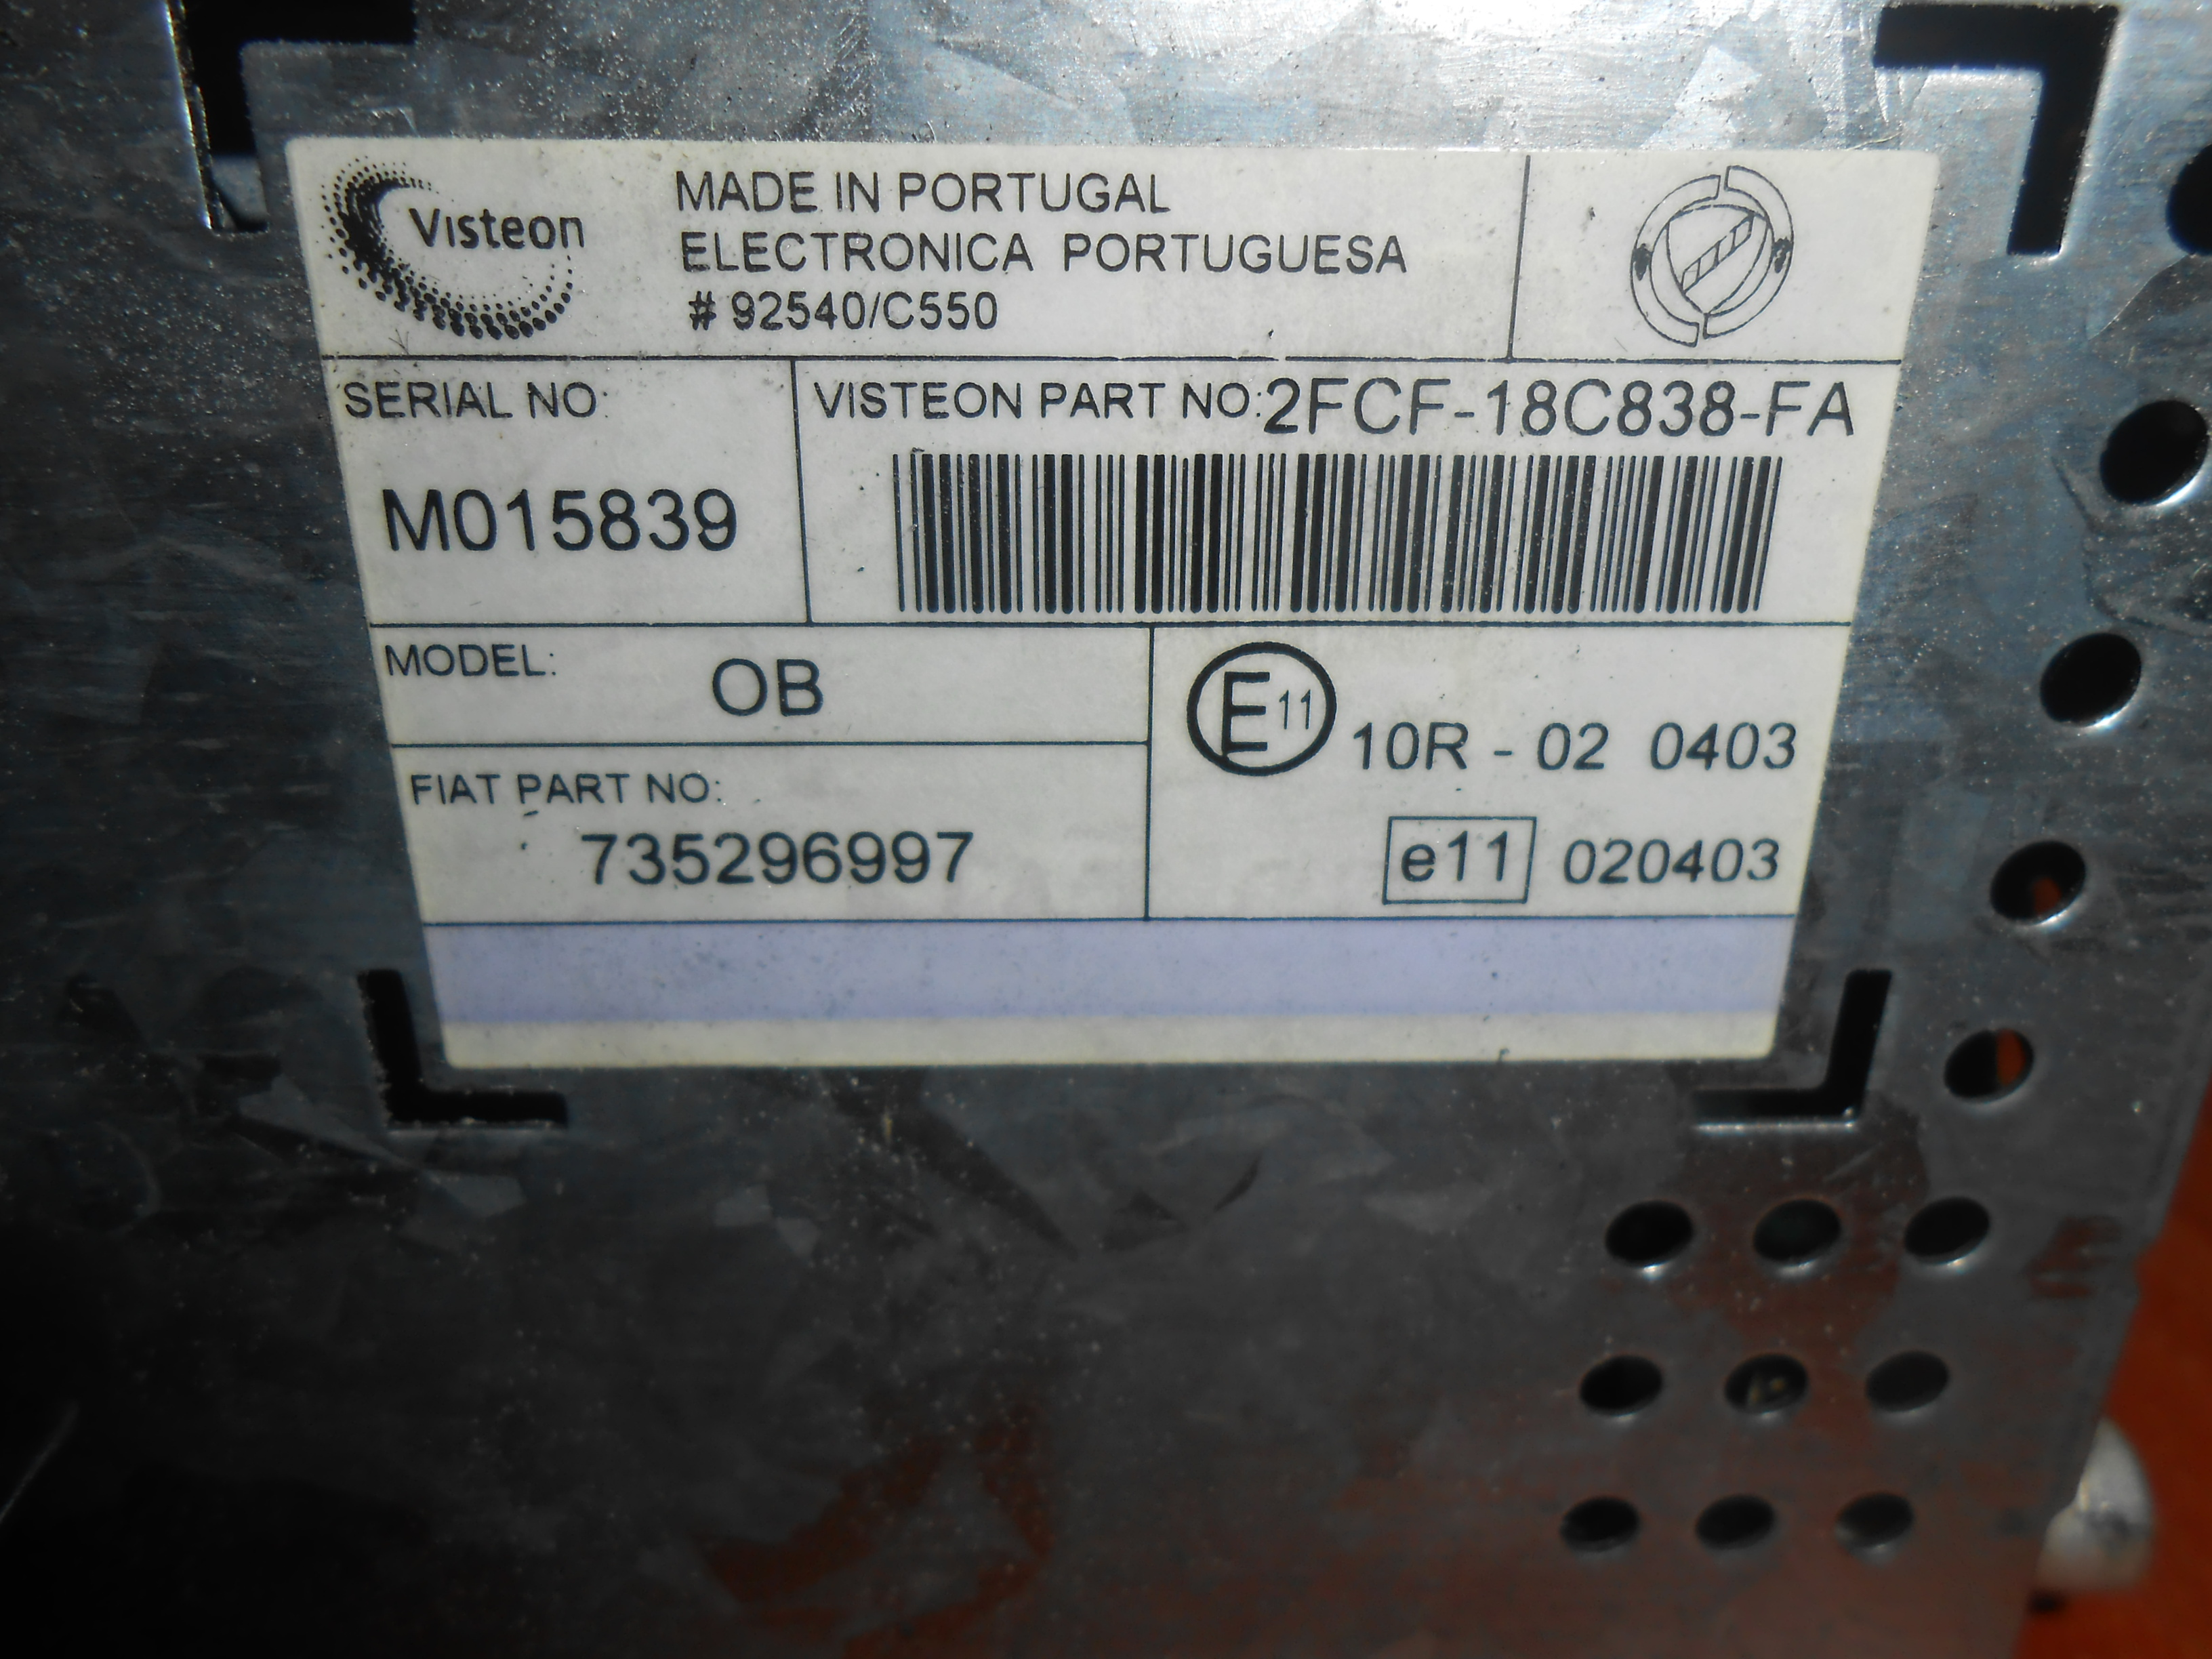 Visteon
MADE IN PORTUGAL
ELECTRONICA PORTUGUESA
# 92540/C550
SERIAL NO:
M015839
VISTEON PART NO: 2FCF-18C838-FA
MODEL: OB
FIAT PART NO:
735296997
E 11 10R - 02 0403
e11 020403